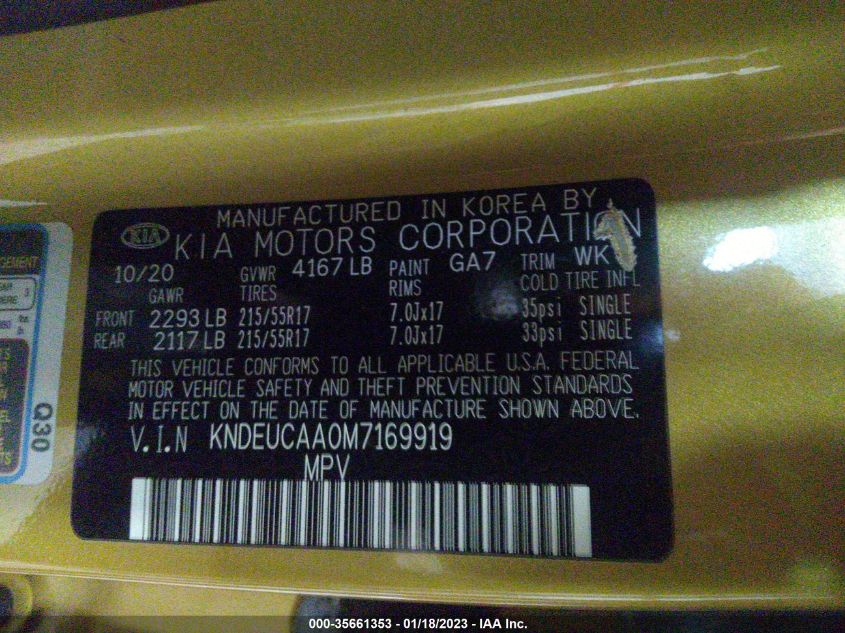 MANUFACTURED IN KOREA BY
KIA
KIA MOTORS CORPORATION
10/20 GVWR 4167 LB PAINT GA7 TRIM WK
GAWR TIRES RIMS COLD TIRE INFL
FRONT 2293 LB 215/55R17 7.0Jx17 35psi SINGLE
REAR 2117 LB 215/55R17 7.0Jx17 33psi SINGLE
THIS VEHICLE CONFORMS TO ALL APPLICABLE U.S.A. FEDERAL
MOTOR VEHICLE SAFETY AND THEFT PREVENTION STANDARDS
IN EFFECT ON THE DATE OF MANUFACTURE SHOWN ABOVE.
V.I.N KNDEUCAA0M7169919
MPV
Q30
000-35661353 - 01/18/2023 - IAA Inc.